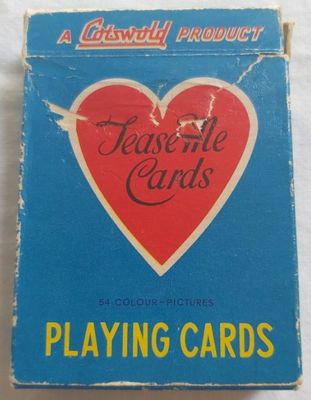 A Cotswold PRODUCT
Tease Me
Cards
54 COLOUR-PICTURES
PLAYING CARDS